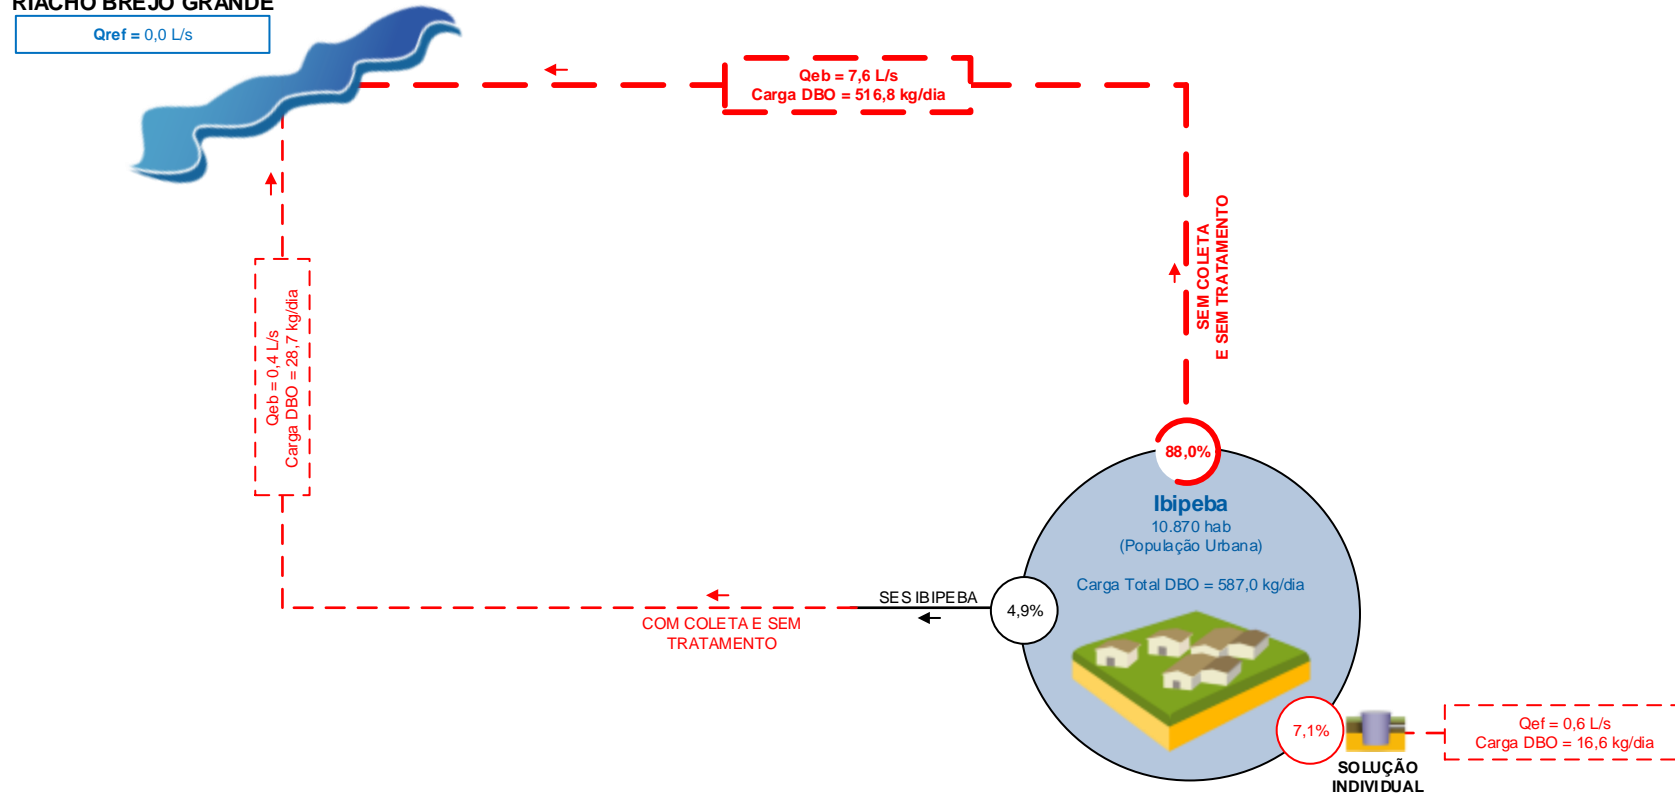 RIACHO BREJO GRANDE
Qref = 0,0 L/s
Qeb = 7,6 L/s
Carga DBO = 516,8 kg/dia
SEM COLETA
E SEM TRATAMENTO
Qeb = 0,4 L/s
Carga DBO = 28,7 kg/dia
88,0%
Ibipeba
10.870 hab
(População Urbana)
Carga Total DBO = 587,0 kg/dia
SES IBIPEBA
4,9%
COM COLETA E SEM
TRATAMENTO
7,1%
SOLUÇÃO
INDIVIDUAL
Qef = 0,6 L/s
Carga DBO = 16,6 kg/dia